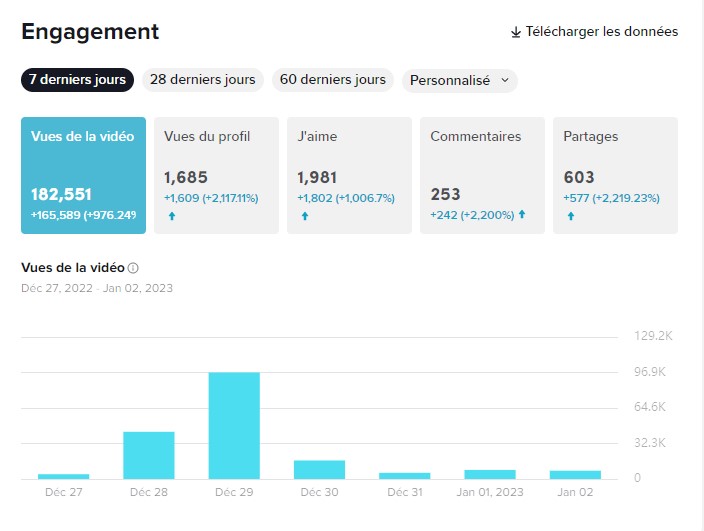 Engagement
Télécharger les données
7 derniers jours
28 derniers jours
60 derniers jours
Personnalisé
Vues de la vidéo
182,551
+165,589 (+976.24%
Vues du profil
1,685
+1,609 (+2,117.11%)
J'aime
1,981
+1,802 (+1,006.7%)
Commentaires
253
+242 (+2,200%)
Partages
603
+577 (+2,219.23%)
Vues de la vidéo
Déc 27, 2022 - Jan 02, 2023
129.2K
96.9K
64.6K
32.3K
0
Déc 27
Déc 28
Déc 29
Déc 30
Déc 31
Jan 01, 2023
Jan 02